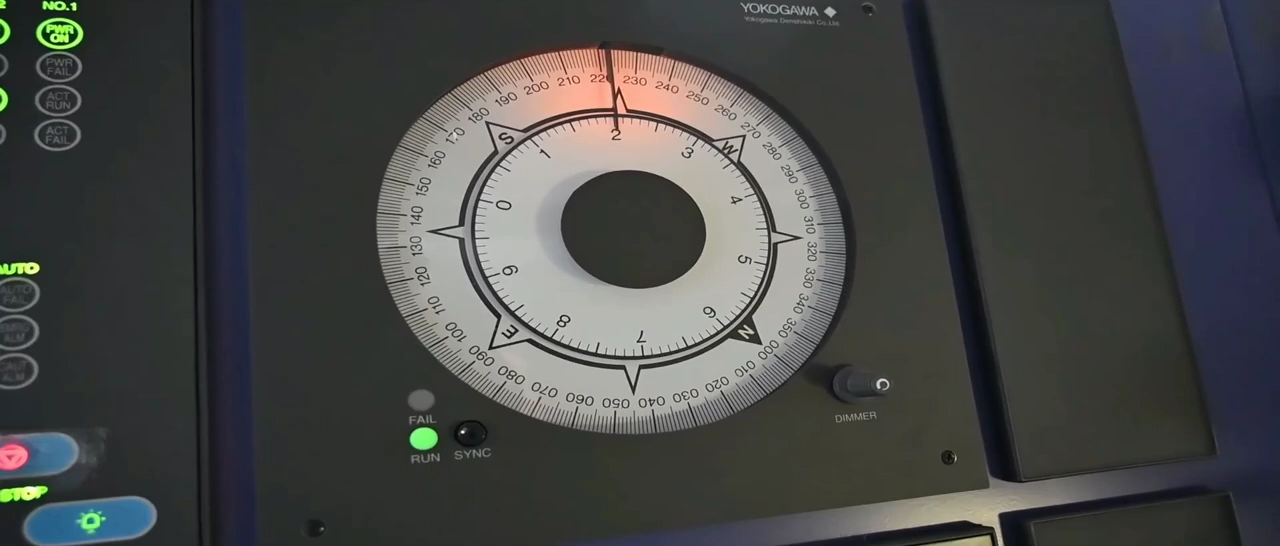 NO.1
PWR
ON
PWR
FAIL
ACT
RUN
ACT
FAIL
AUTO
AUTO
FAIL
ALM
ALM
STOP
YOKOGAWA
Yokogawa Denshikiki Co.,Ltd
000 010 020 030 040 050 060 070 080 090 100 110 120 130 140 150 160 170 180 190 200 210 220 230 240 250 260 270 280 290 300 310 320 330 340 350
N E S W
0 1 2 3 4 5 6 7 8 9
FAIL
RUN
SYNC
DIMMER